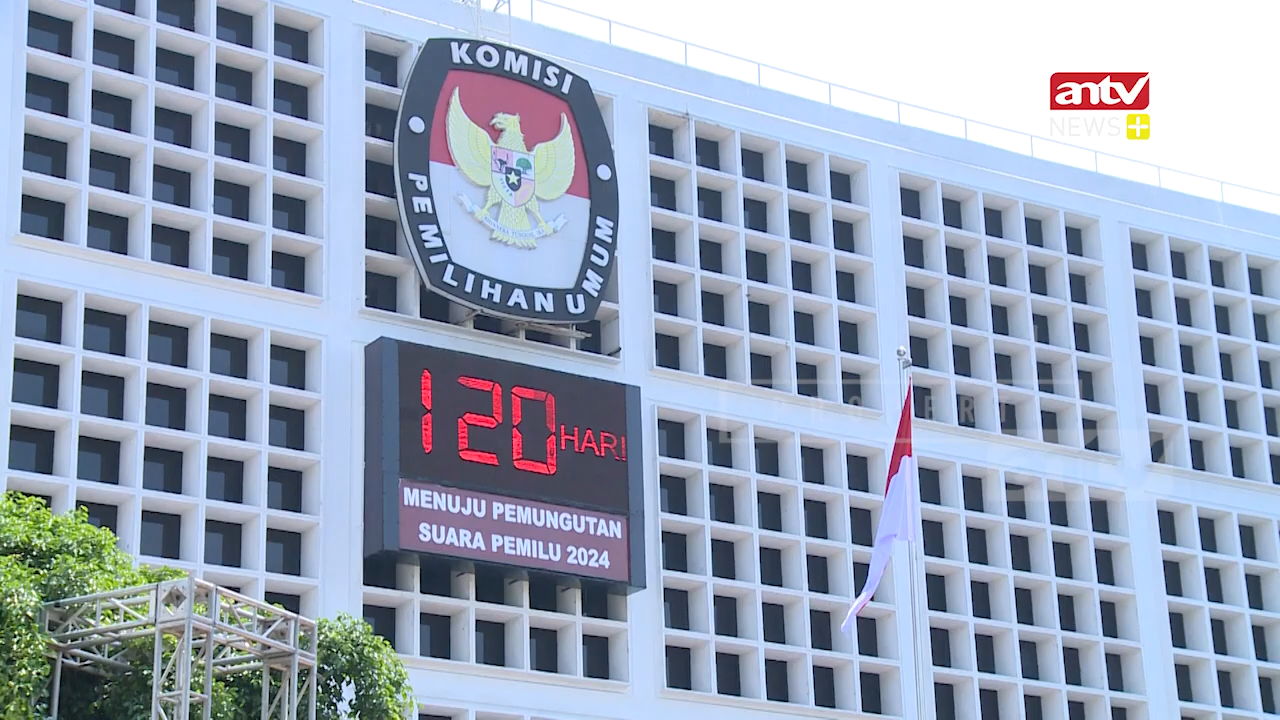 KOMISI
PEMILIHAN UMUM
antv
NEWS+
120 HARI
MENUJU PEMUNGUTAN
SUARA PEMILU 2024